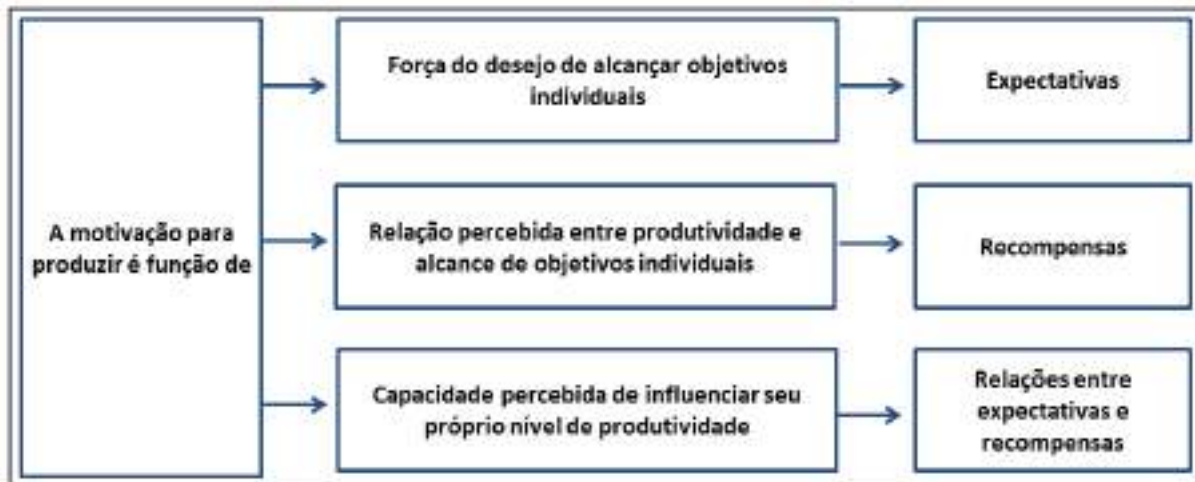 A motivação para
produzir é função de
Força do desejo de alcançar objetivos
individuais
Expectativas
Relação percebida entre produtividade e
alcance de objetivos individuais
Recompensas
Capacidade percebida de influenciar seu
próprio nível de produtividade
Relações entre
expectativas e
recompensas